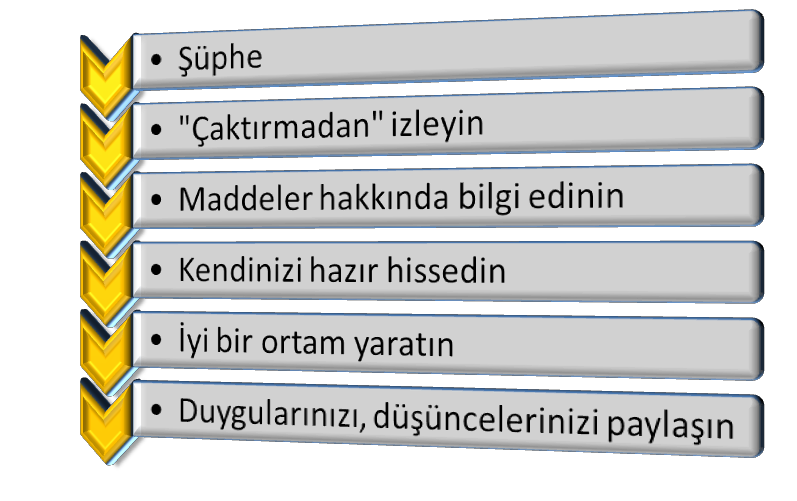 • Şüphe
• "Çaktırmadan" izleyin
• Maddeler hakkında bilgi edinin
• Kendinizi hazır hissedin
• İyi bir ortam yaratın
• Duygularınızı, düşüncelerinizi paylaşın